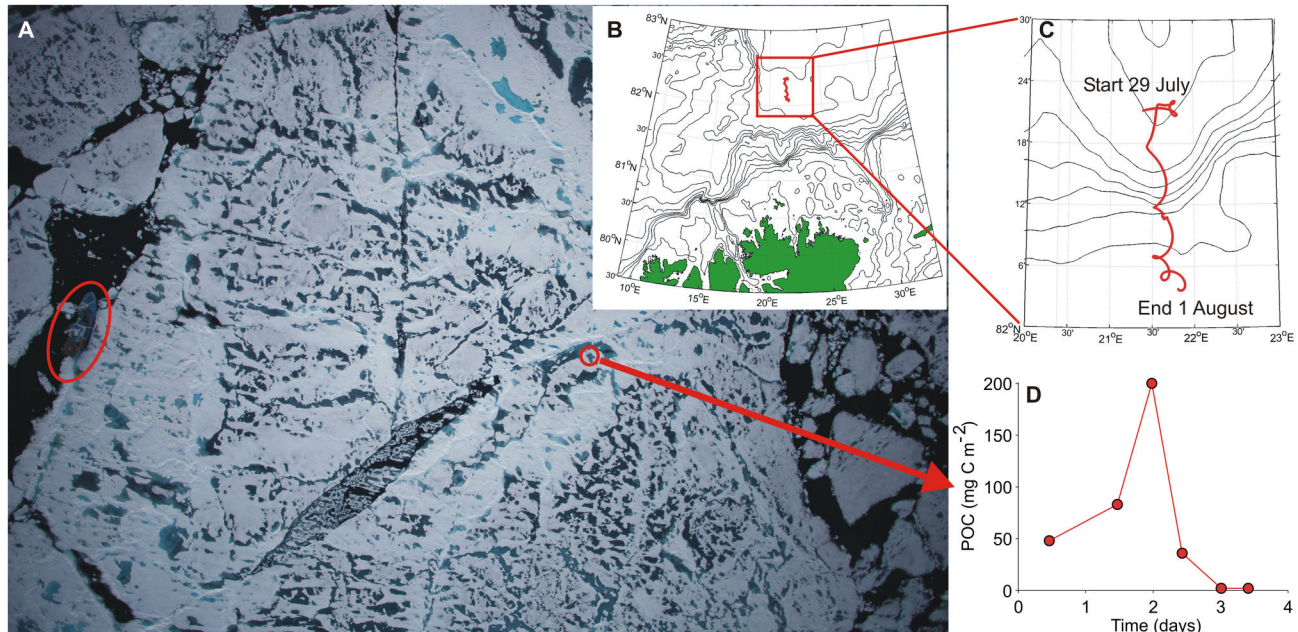 A
B
83°N
30'
82°N
30'
81°N
30'
80°N
30'
10°E
15°E
20°E
25°E
30°E
C
30'
24'
18'
12'
6'
82°N
20°E
30'
21°E
30'
22°E
30'
23°E
Start 29 July
End 1 August
D
POC (mg C m⁻²)
200
150
100
50
0
0 1 2 3 4
Time (days)